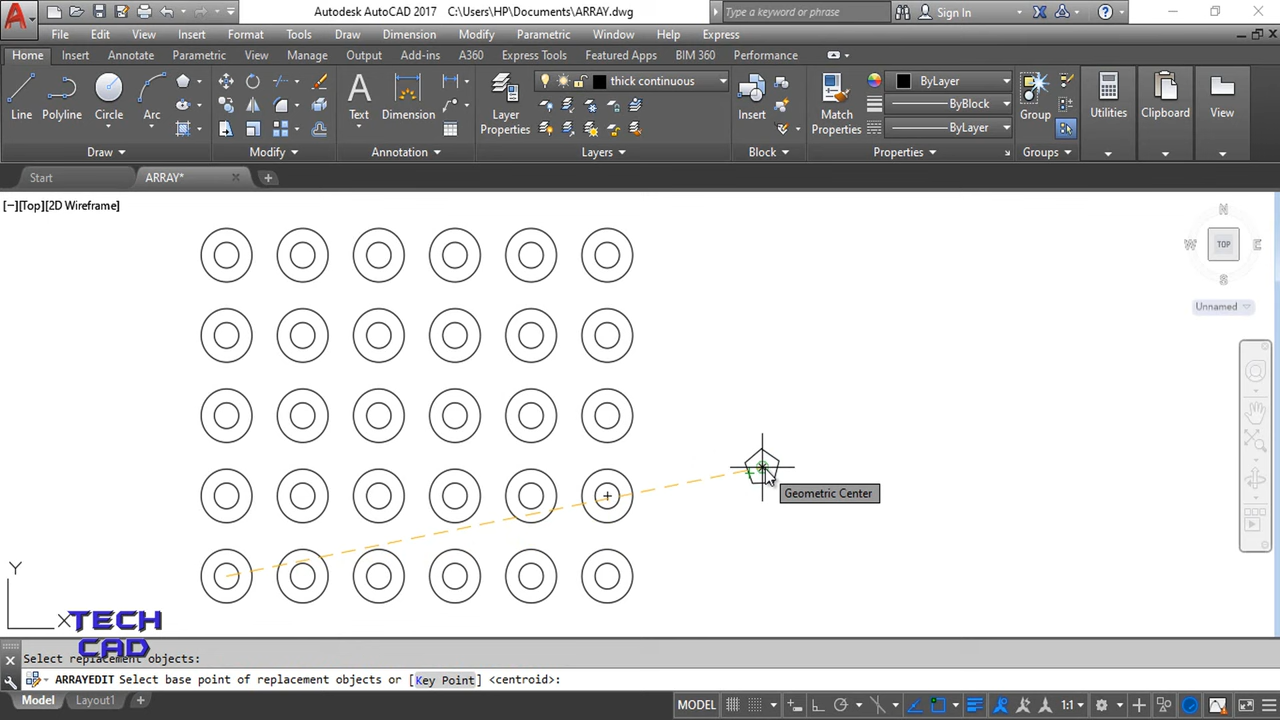 Autodesk AutoCAD 2017 C:\Users\HP\Documents\ARRAY.dwg Type a keyword or phrase Sign In
File Edit View Insert Format Tools Draw Dimension Modify Parametric Window Help Express
Home Insert Annotate Parametric View Manage Output Add-ins A360 Express Tools Featured Apps BIM 360 Performance
thick continuous ByLayer
ByBlock
Line Polyline Circle Arc Text Dimension Layer Properties Insert Match Properties ByLayer Group Utilities Clipboard View
Draw Modify Annotation Layers Block Properties Groups
Start ARRAY*
[−][Top][2D Wireframe]
N
W TOP E
S
Unnamed
Geometric Center
Y
X
TECH
CAD
Select replacement objects:
ARRAYEDIT Select base point of replacement objects or [Key Point] <centroid>:
Model Layout1 MODEL 1:1